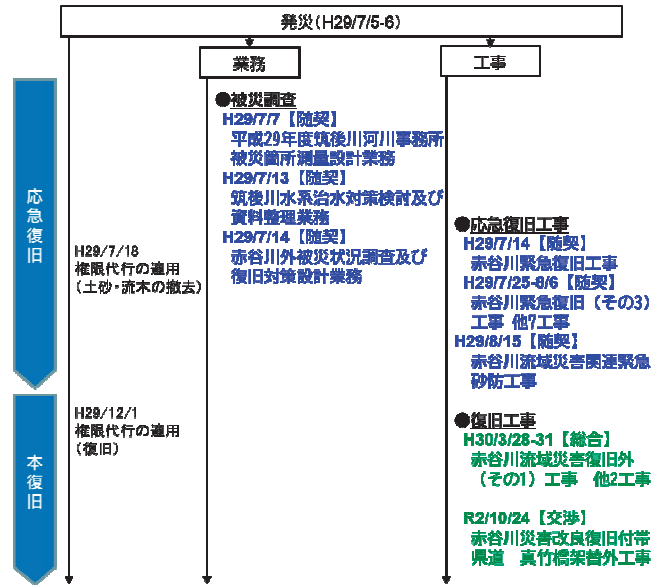 発災（H29/7/5-6）
業務
工事
応急復旧
本復旧
H29/7/18
権限代行の適用
（土砂・流木の撤去）
H29/12/1
権限代行の適用
（復旧）
●被災調査
H29/7/7【随契】
平成29年度筑後川河川事務所
被災箇所測量設計業務
H29/7/13【随契】
筑後川水系治水対策検討及び
資料整理業務
H29/7/14【随契】
赤谷川外被災状況調査及び
復旧対策設計業務
●応急復旧工事
H29/7/14【随契】
赤谷川緊急復旧工事
H29/7/25-8/6【随契】
赤谷川緊急復旧（その3）
工事 他7工事
H29/8/15【随契】
赤谷川流域災害関連緊急
砂防工事
●復旧工事
H30/3/28-31【総合】
赤谷川流域災害復旧外
（その1）工事　他2工事
R2/10/24【交渉】
赤谷川災害改良復旧付帯
県道　真竹橋架替外工事